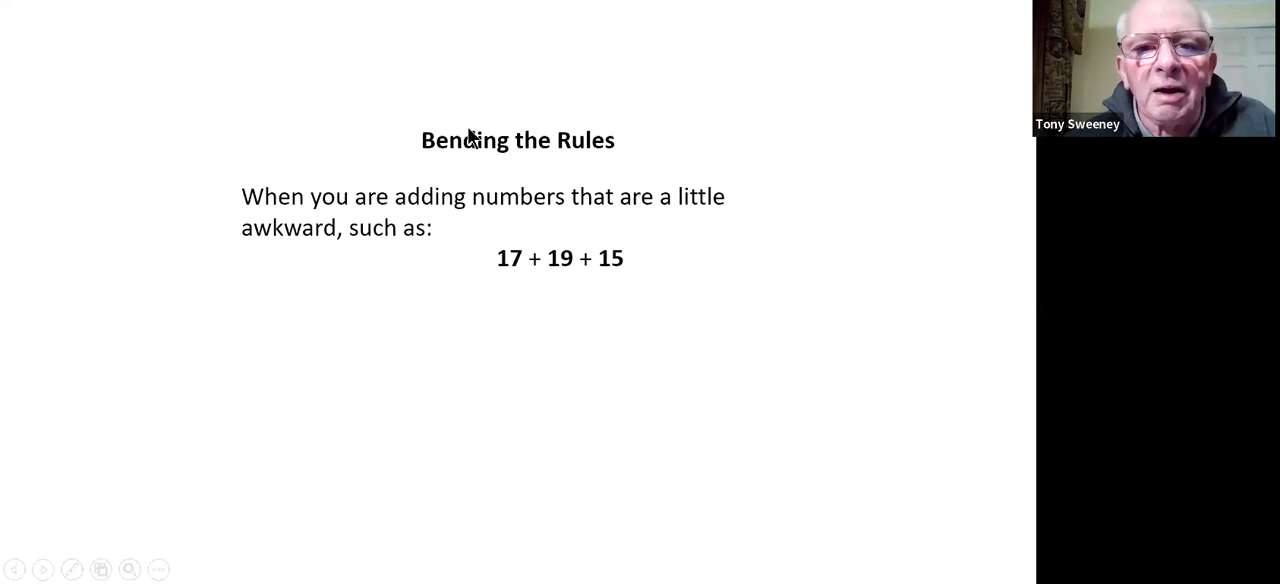 Tony Sweeney
Bending the Rules
When you are adding numbers that are a little
awkward, such as:
17 + 19 + 15